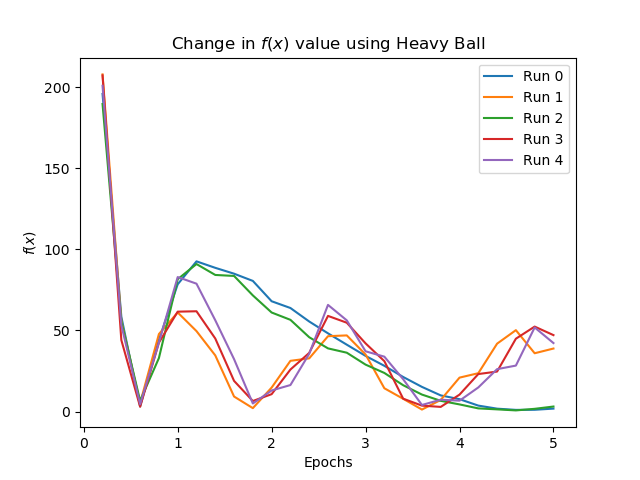 Change in f(x) value using Heavy Ball
Run 0
Run 1
Run 2
Run 3
Run 4
200
150
100
50
0
f(x)
0 1 2 3 4 5
Epochs